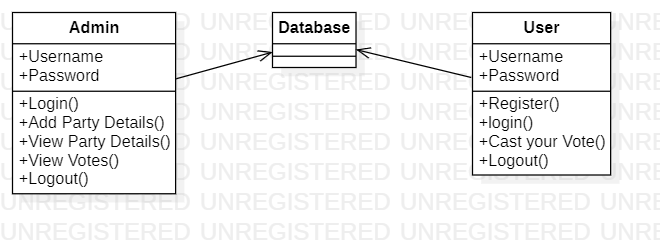 Admin
+Username
+Password
+Login()
+Add Party Details()
+View Party Details()
+View Votes()
+Logout()
Database
User
+Username
+Password
+Register()
+login()
+Cast your Vote()
+Logout()
UNREGISTERED UNREGISTERED UNREGISTERED UNREG